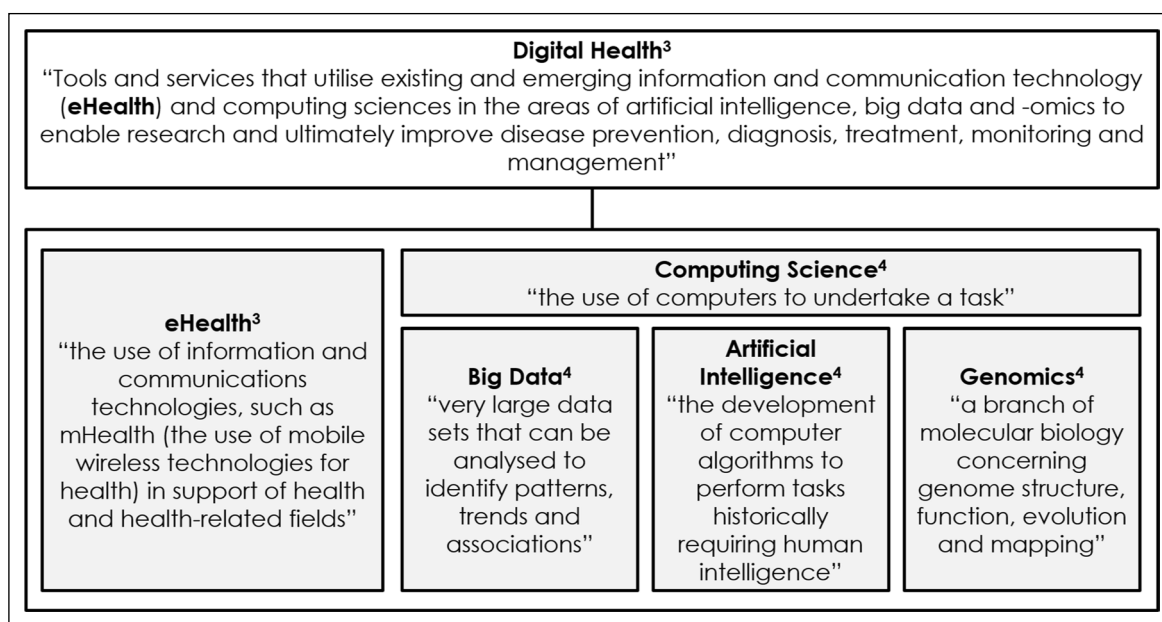 Digital Health³
“Tools and services that utilise existing and emerging information and communication technology
(eHealth) and computing sciences in the areas of artificial intelligence, big data and -omics to
enable research and ultimately improve disease prevention, diagnosis, treatment, monitoring and
management”
eHealth³
“the use of information and
communications
technologies, such as
mHealth (the use of mobile
wireless technologies for
health) in support of health
and health-related fields”
Computing Science⁴
“the use of computers to undertake a task”
Big Data⁴
“very large data
sets that can be
analysed to
identify patterns,
trends and
associations”
Artificial
Intelligence⁴
“the development
of computer
algorithms to
perform tasks
historically
requiring human
intelligence”
Genomics⁴
“a branch of
molecular biology
concerning
genome structure,
function, evolution
and mapping”